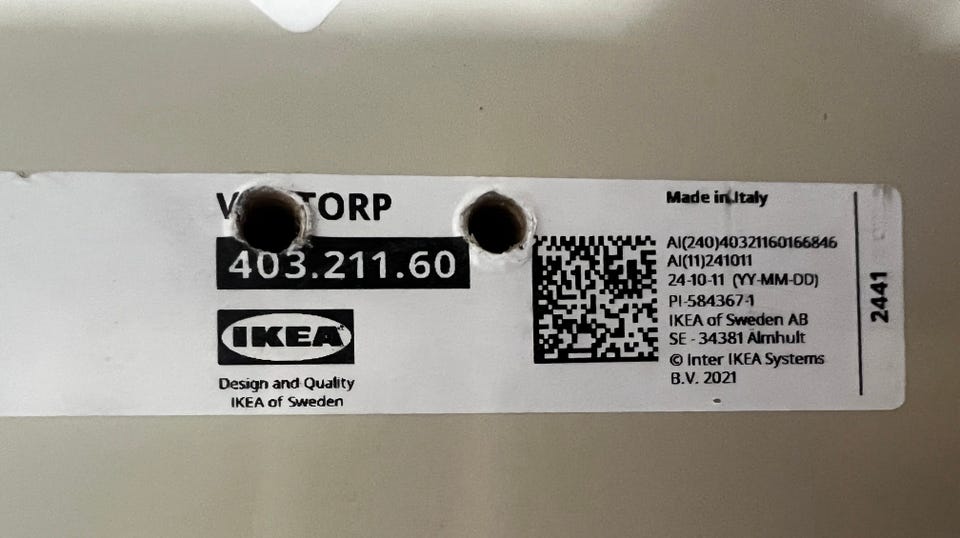 TORP
403.211.60
IKEA
Design and Quality
IKEA of Sweden
Made in Italy
AI(240)40321160166846
AI(11)241011
24-10-11 (YY-MM-DD)
PI-584367-1
IKEA of Sweden AB
SE - 34381 Älmhult
© Inter IKEA Systems
B.V. 2021
2441